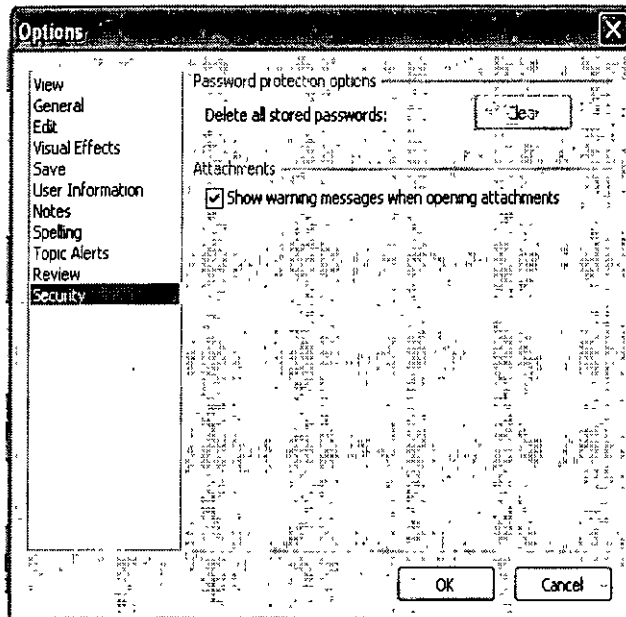 Options
View
General
Edit
Visual Effects
Save
User Information
Notes
Spelling
Topic Alerts
Review
Security
Password protection options
Delete all stored passwords:
Clear
Attachments
Show warning messages when opening attachments
OK
Cancel